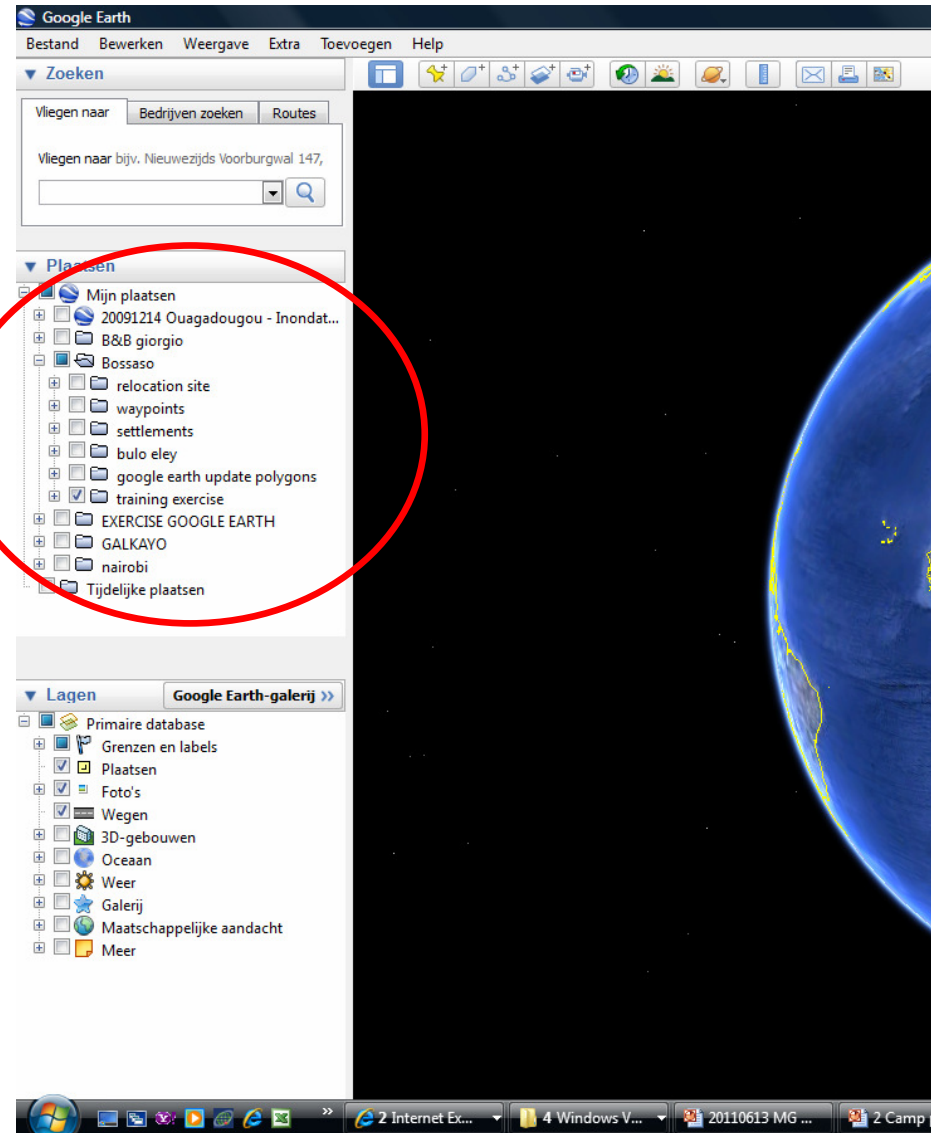 Google Earth
Bestand Bewerken Weergave Extra Toevoegen Help
Zoeken
Vliegen naar Bedrijven zoeken Routes
Vliegen naar bijv. Nieuwezijds Voorburgwal 147,
Plaatsen
Mijn plaatsen
20091214 Ouagadougou - Inondat...
B&B giorgio
Bossaso
relocation site
waypoints
settlements
bulo eley
google earth update polygons
training exercise
EXERCISE GOOGLE EARTH
GALKAYO
nairobi
Tijdelijke plaatsen
Lagen Google Earth-galerij >>
Primaire database
Grenzen en labels
Plaatsen
Foto's
Wegen
3D-gebouwen
Oceaan
Weer
Galerij
Maatschappelijke aandacht
Meer
» 2 Internet Ex... 4 Windows V... 20110613 MG ... 2 Camp